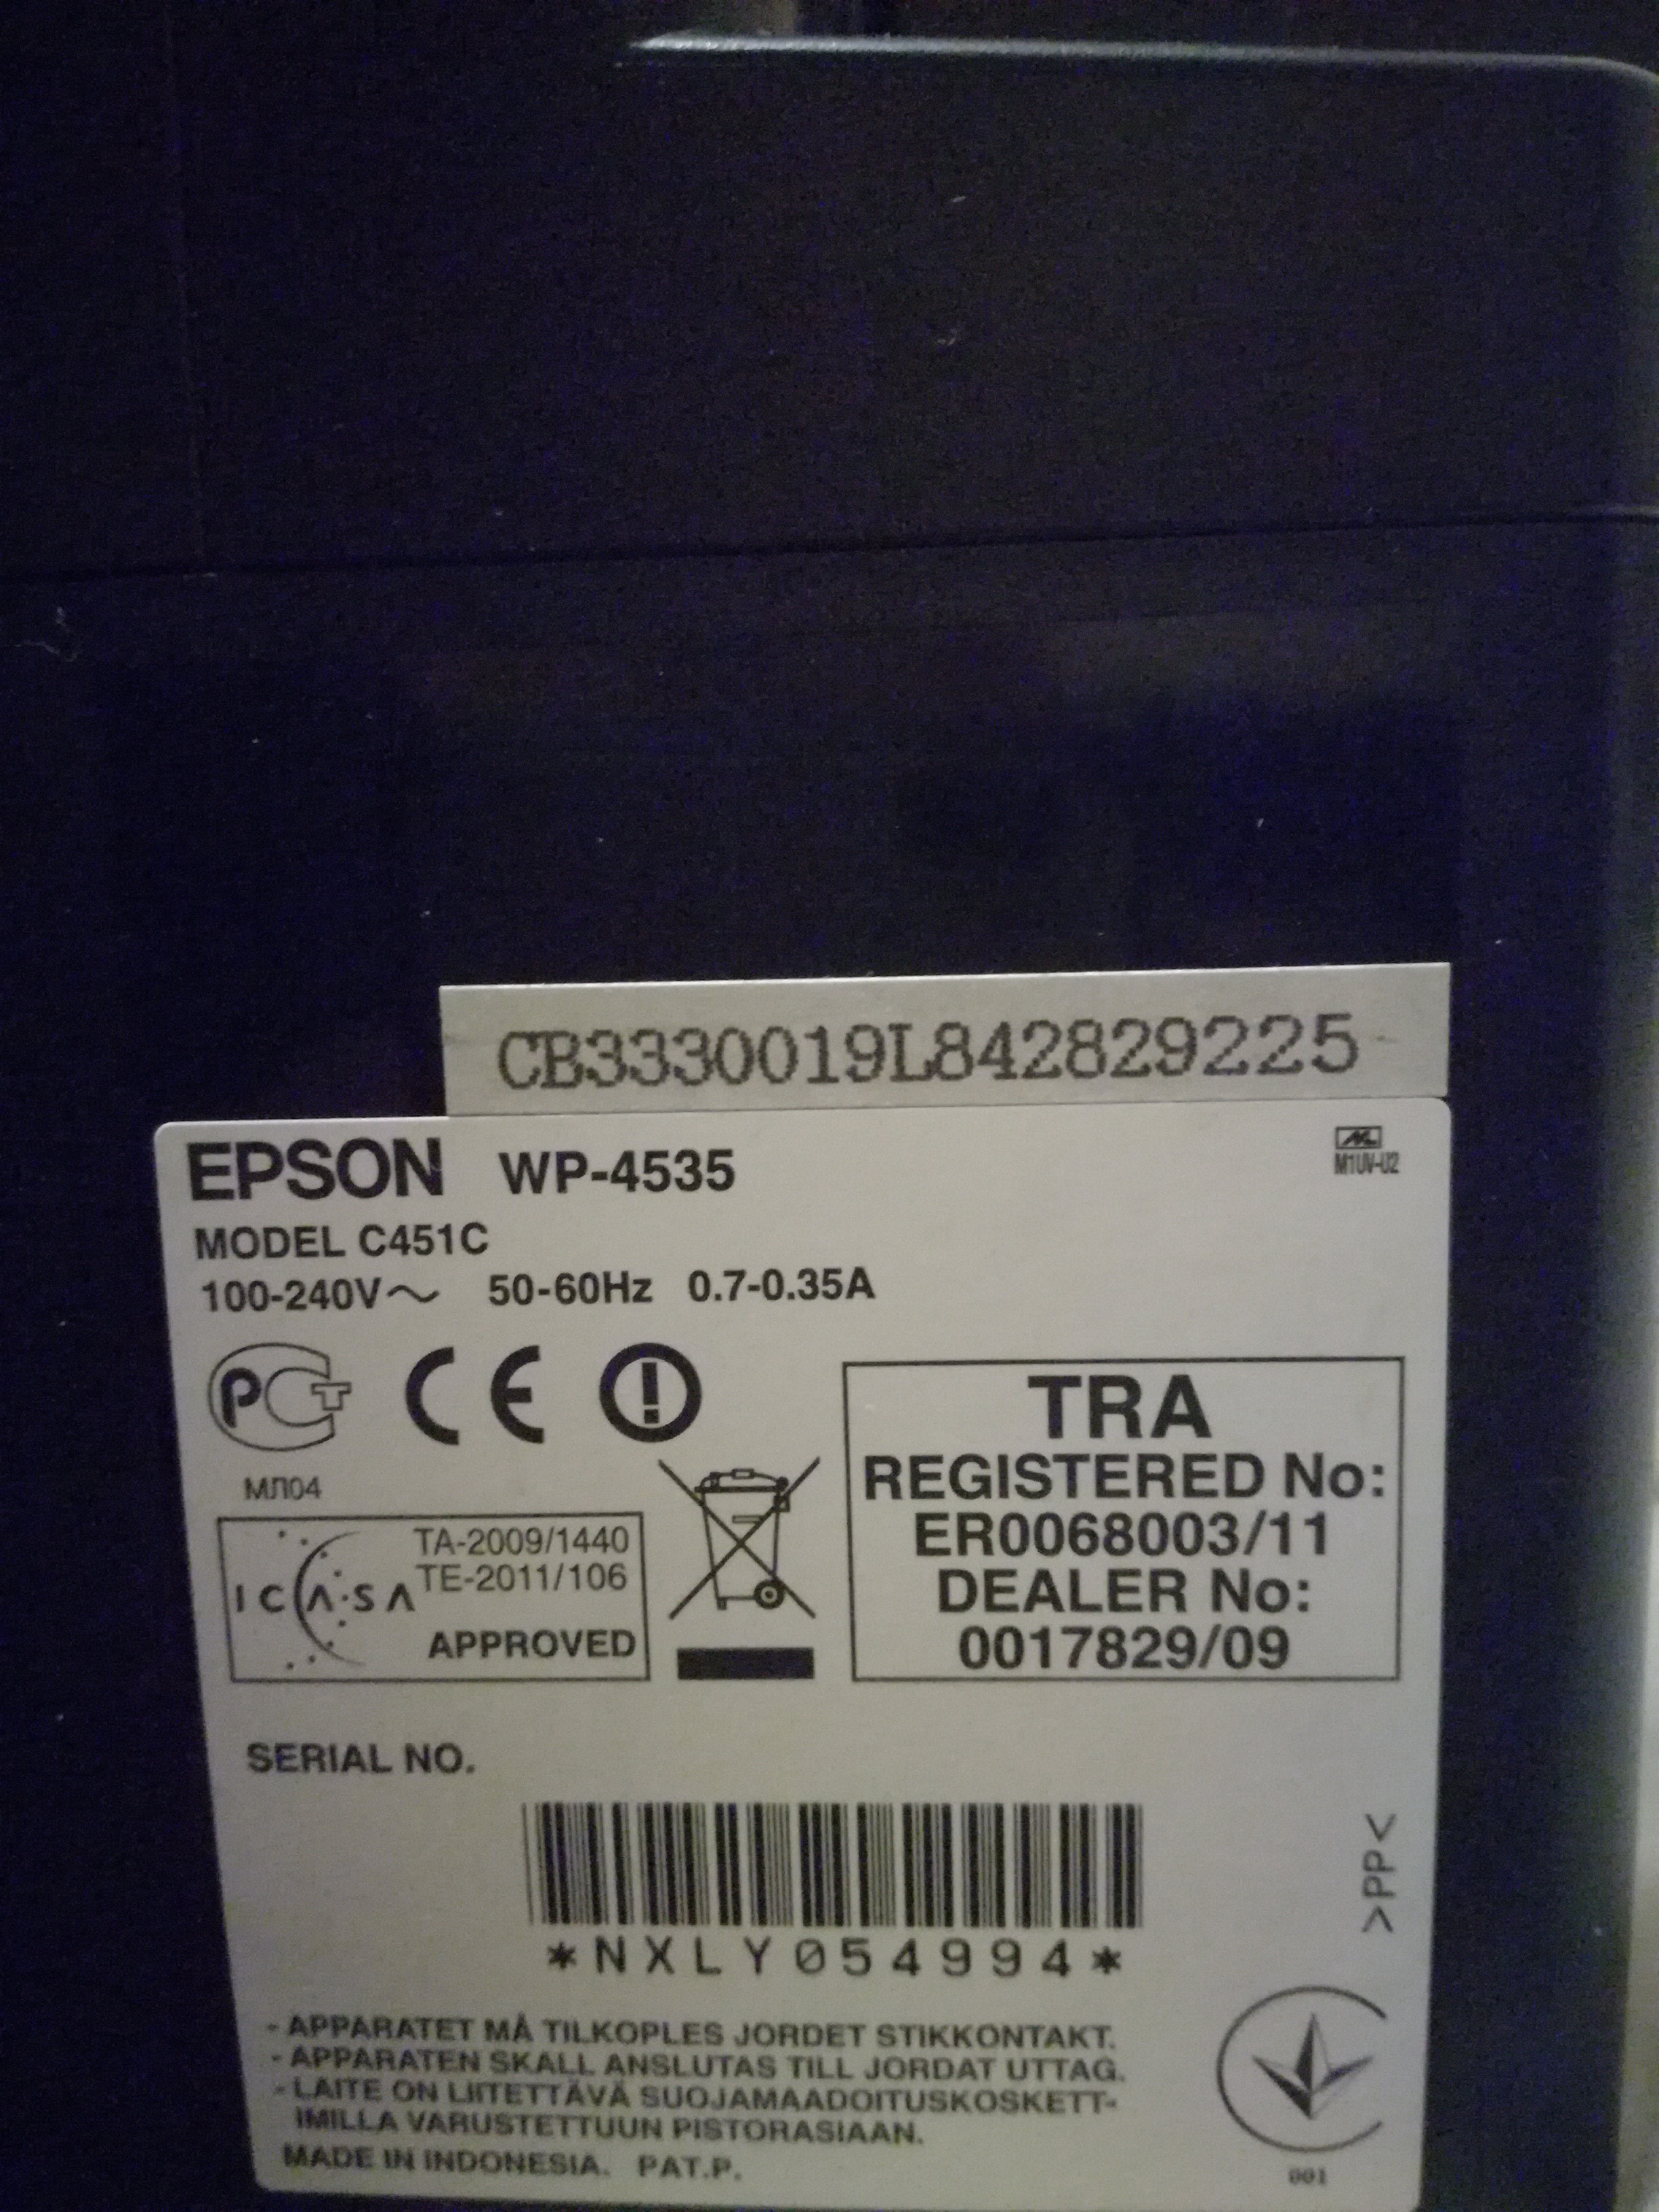 CB3330019L842829225
EPSON WP-4535
M1UV-U2
MODEL C451C
100-240V～ 50-60Hz 0.7-0.35A
PCT CE
МЛ04
TRA
REGISTERED No:
ER0068003/11
DEALER No:
0017829/09
TA-2009/1440
TE-2011/106
ICASA
APPROVED
SERIAL NO.
*NXLY054994*
>PP<
- APPARATET MÅ TILKOPLES JORDET STIKKONTAKT.
- APPARATEN SKALL ANSLUTAS TILL JORDAT UTTAG.
- LAITE ON LIITETTÄVÄ SUOJAMAADOITUSKOSKETT-
IMILLA VARUSTETTUUN PISTORASIAAN.
MADE IN INDONESIA. PAT.P.
001